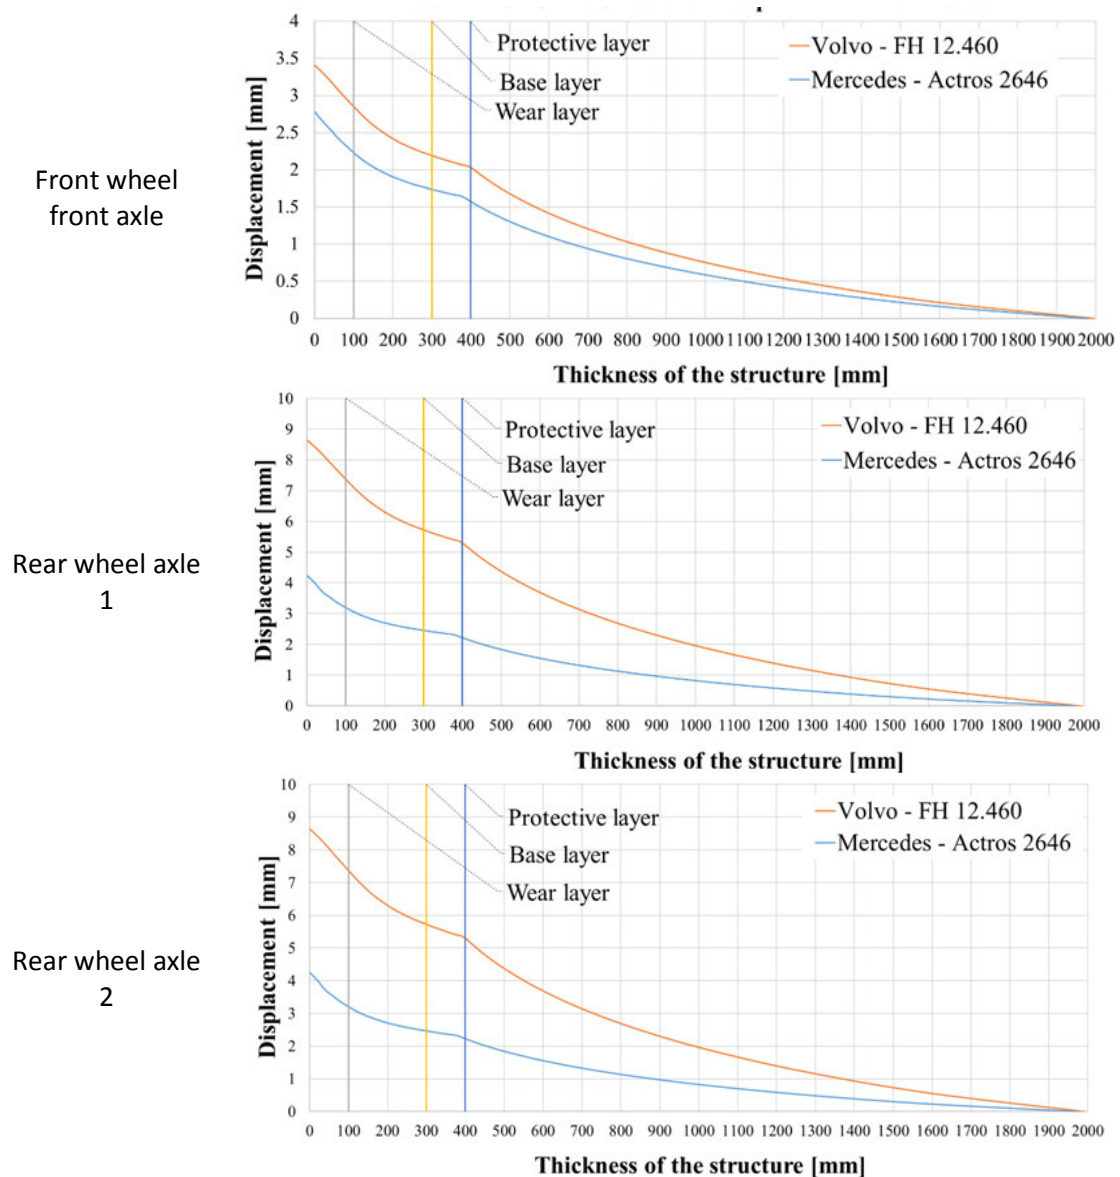 4
3.5
3
2.5
2
1.5
1
0.5
0
Displacement [mm]
Protective layer
Base layer
Wear layer
Volvo - FH 12.460
Mercedes - Actros 2646
Front wheel
front axle
0 100 200 300 400 500 600 700 800 900 1000 1100 1200 1300 1400 1500 1600 1700 1800 1900 2000
Thickness of the structure [mm]
10
9
8
7
6
5
4
3
2
1
0
Displacement [mm]
Protective layer
Base layer
Wear layer
Volvo - FH 12.460
Mercedes - Actros 2646
Rear wheel axle
1
0 100 200 300 400 500 600 700 800 900 1000 1100 1200 1300 1400 1500 1600 1700 1800 1900 2000
Thickness of the structure [mm]
10
9
8
7
6
5
4
3
2
1
0
Displacement [mm]
Protective layer
Base layer
Wear layer
Volvo - FH 12.460
Mercedes - Actros 2646
Rear wheel axle
2
0 100 200 300 400 500 600 700 800 900 1000 1100 1200 1300 1400 1500 1600 1700 1800 1900 2000
Thickness of the structure [mm]